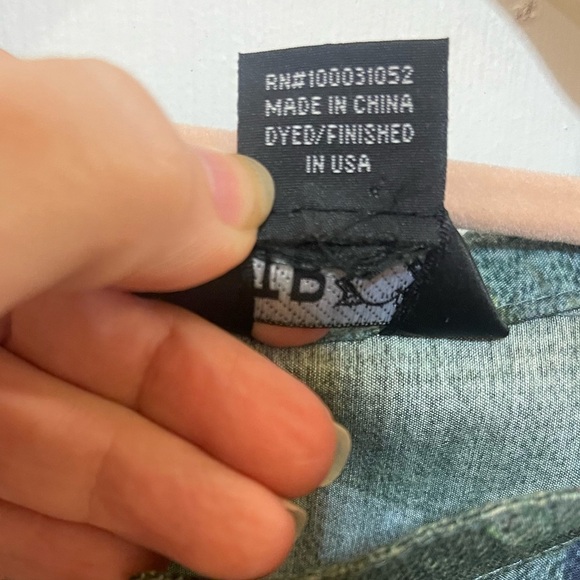 RN#100031052
MADE IN CHINA
DYED/FINISHED
IN USA